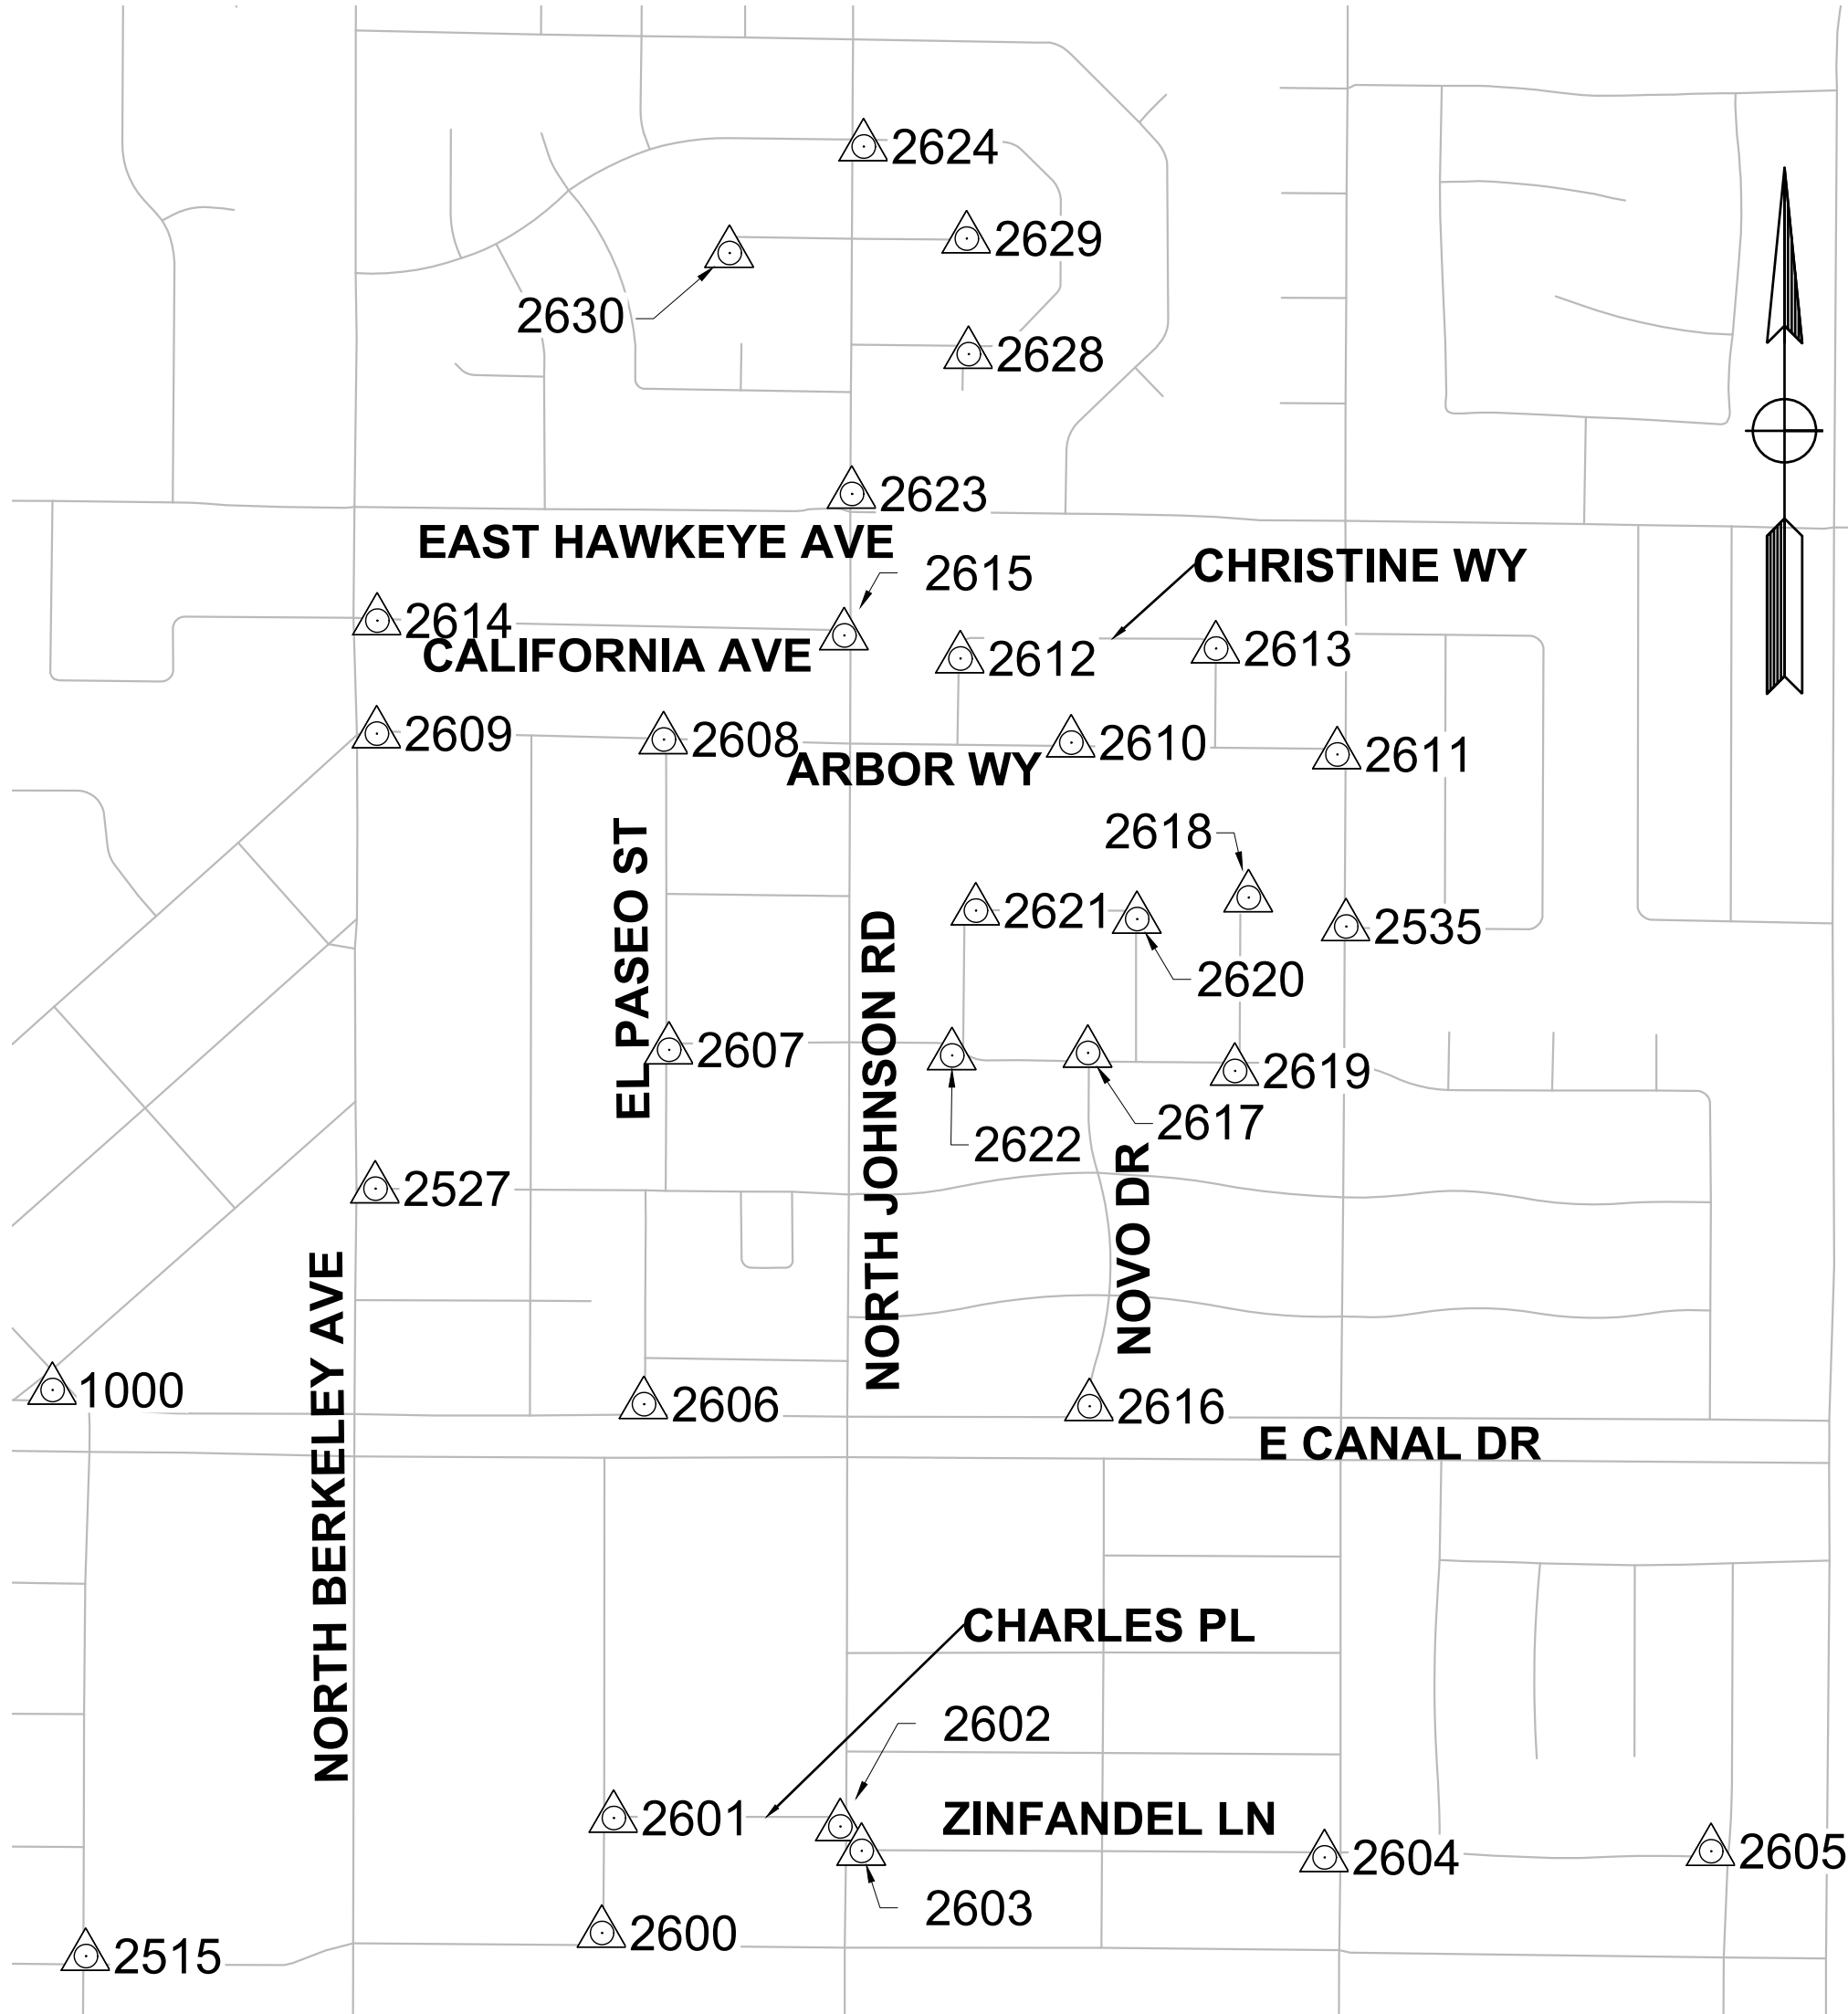 2624
2629
2630
2628
2623
EAST HAWKEYE AVE
CHRISTINE WY
2615
2614
CALIFORNIA AVE
2612
2613
2609
2608
2610
2611
ARBOR WY
2618
EL PASEO ST
2621
2535
2620
NORTH JOHNSON RD
2607
2619
2617
2622
2527
NOVO DR
NORTH BERKELEY AVE
1000
2606
2616
E CANAL DR
CHARLES PL
2602
2601
ZINFANDEL LN
2604
2605
2603
2600
2515